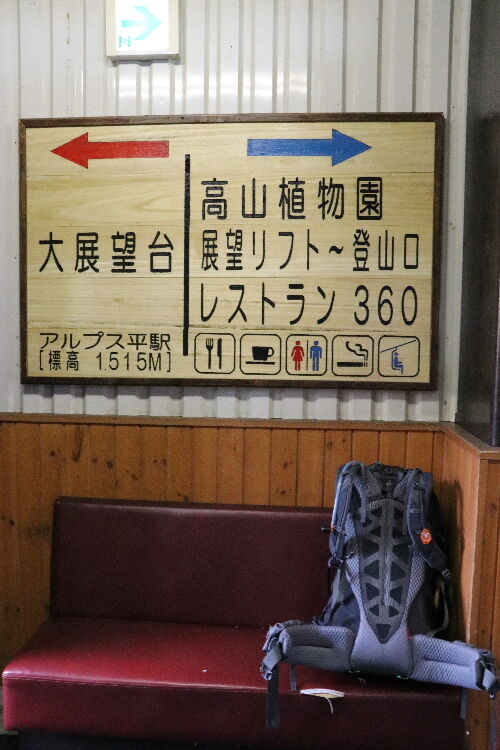 大展望台
アルプス平駅
[標高 1.515M]
高山植物園
展望リフト~登山口
レストラン 360